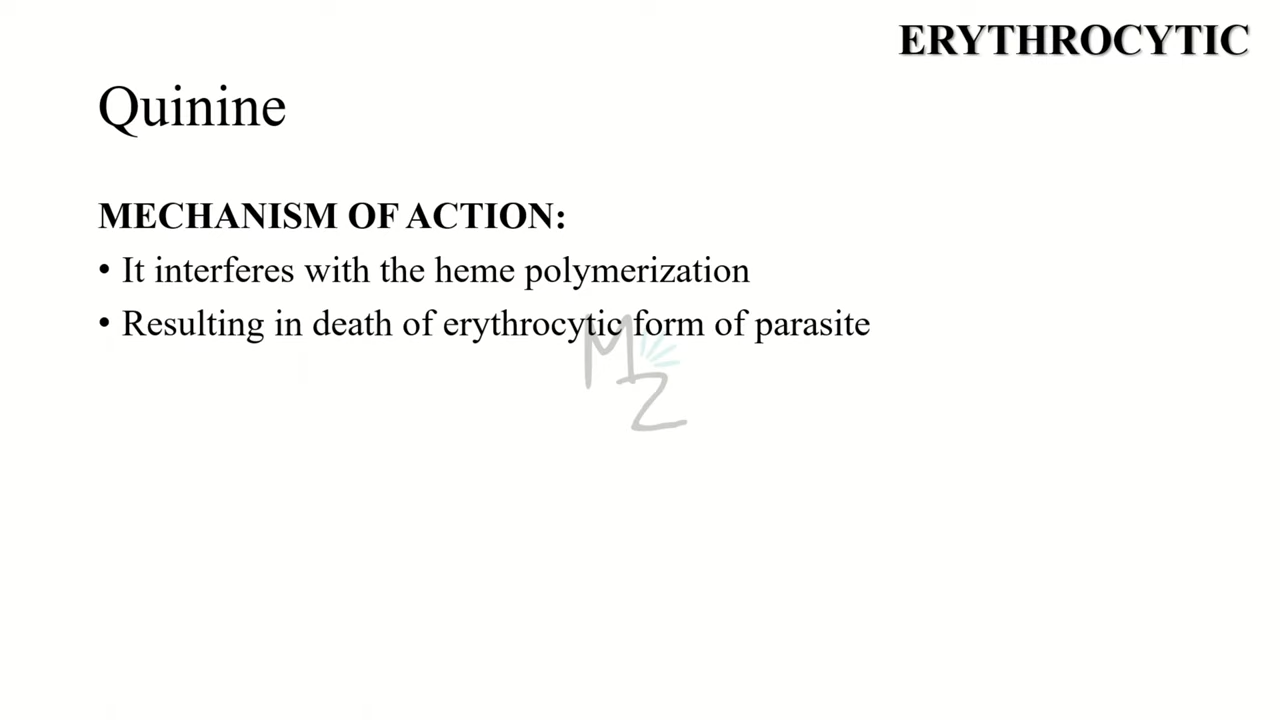 ERYTHROCYTIC
Quinine
MECHANISM OF ACTION:
• It interferes with the heme polymerization
• Resulting in death of erythrocytic form of parasite
MZ